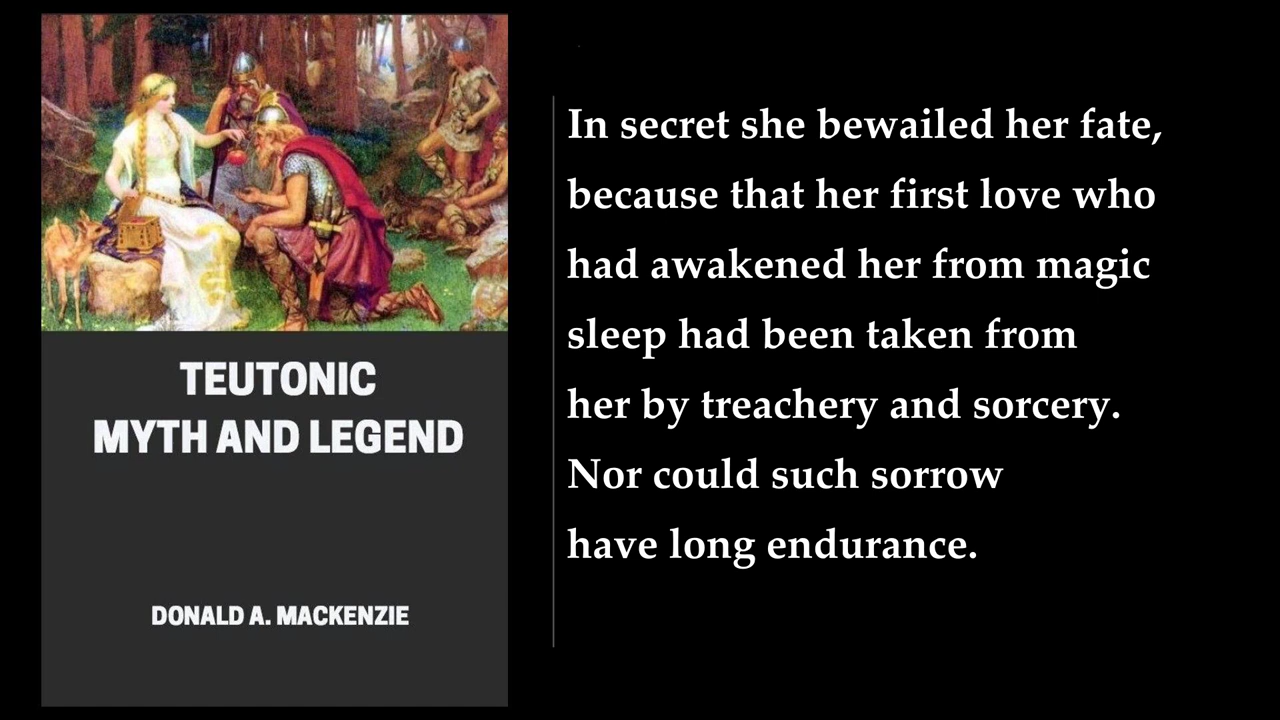 TEUTONIC
MYTH AND LEGEND
DONALD A. MACKENZIE
In secret she bewailed her fate,
because that her first love who
had awakened her from magic
sleep had been taken from
her by treachery and sorcery.
Nor could such sorrow
have long endurance.